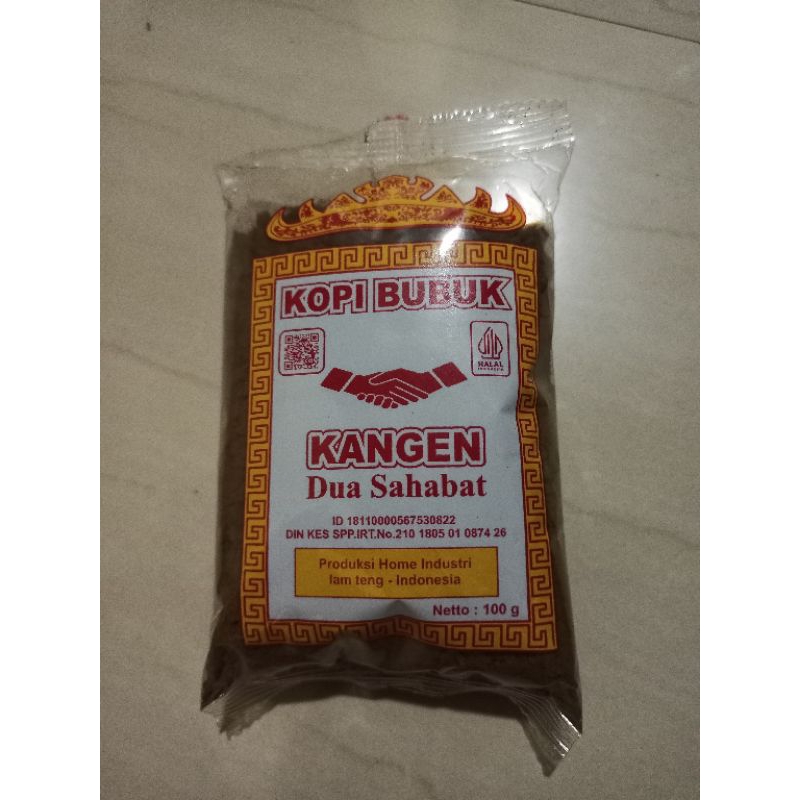 KOPI BUBUK
HALAL
INDONESIA
KANGEN
Dua Sahabat
ID 18110000567530822
DIN KES SPP.IRT.No.210 1805 01 0874 26
Produksi Home Industri
lam teng - Indonesia
Netto : 100 g